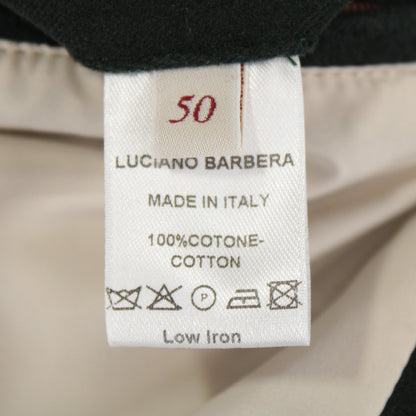 50
LUCIANO BARBERA
MADE IN ITALY
100%COTONE-
COTTON
P
Low Iron